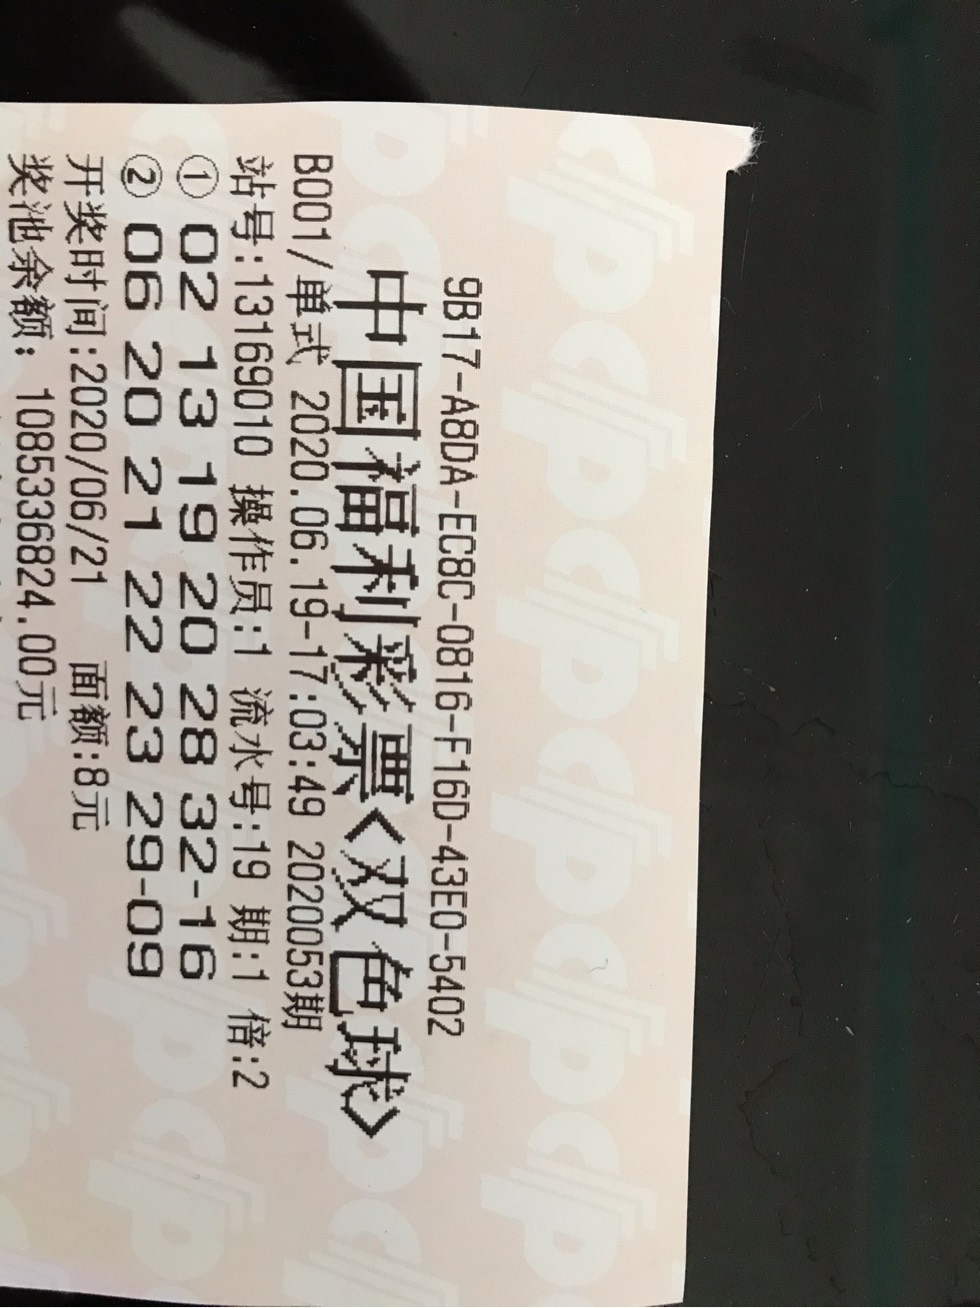 9B17-A8DA-EC8C-0816-F16D-43E0-5402
中国福利彩票<双色球>
B001/单式 2020.06.19-17:03:49 2020053期
站号:13169010 操作员:1 流水号:19 期:1 倍:2
① 02 13 19 20 28 32-16
② 06 20 21 22 23 29-09
开奖时间:2020/06/21 面额:8元
奖池余额: 1085336824.00元